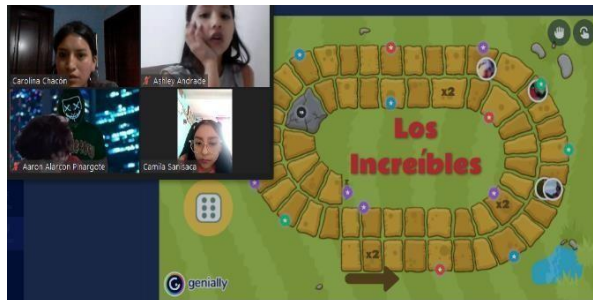 Carolina Chacón
Ashley Andrade
Aaron Alarcon Pinargote
Camila Sanisaca
x2
Los
Increíbles
x2
x2
genially